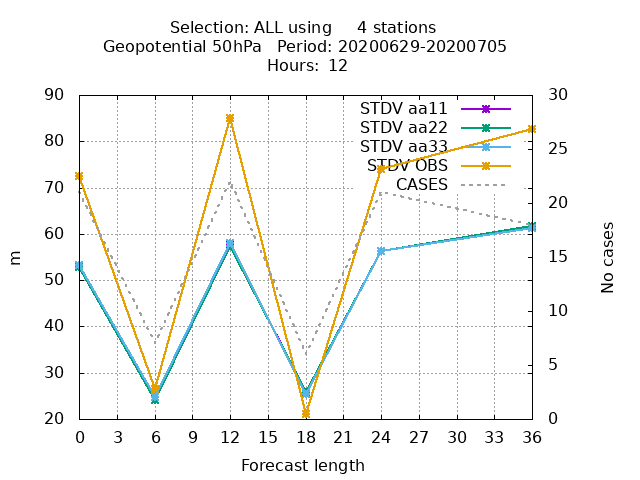 Selection: ALL using 4 stations
Geopotential 50hPa Period: 20200629-20200705
Hours: 12
STDV aa11
STDV aa22
STDV aa33
STDV OBS
CASES
90
80
70
60
50
40
30
20
m
30
25
20
15
10
5
0
No cases
0 3 6 9 12 15 18 21 24 27 30 33 36
Forecast length